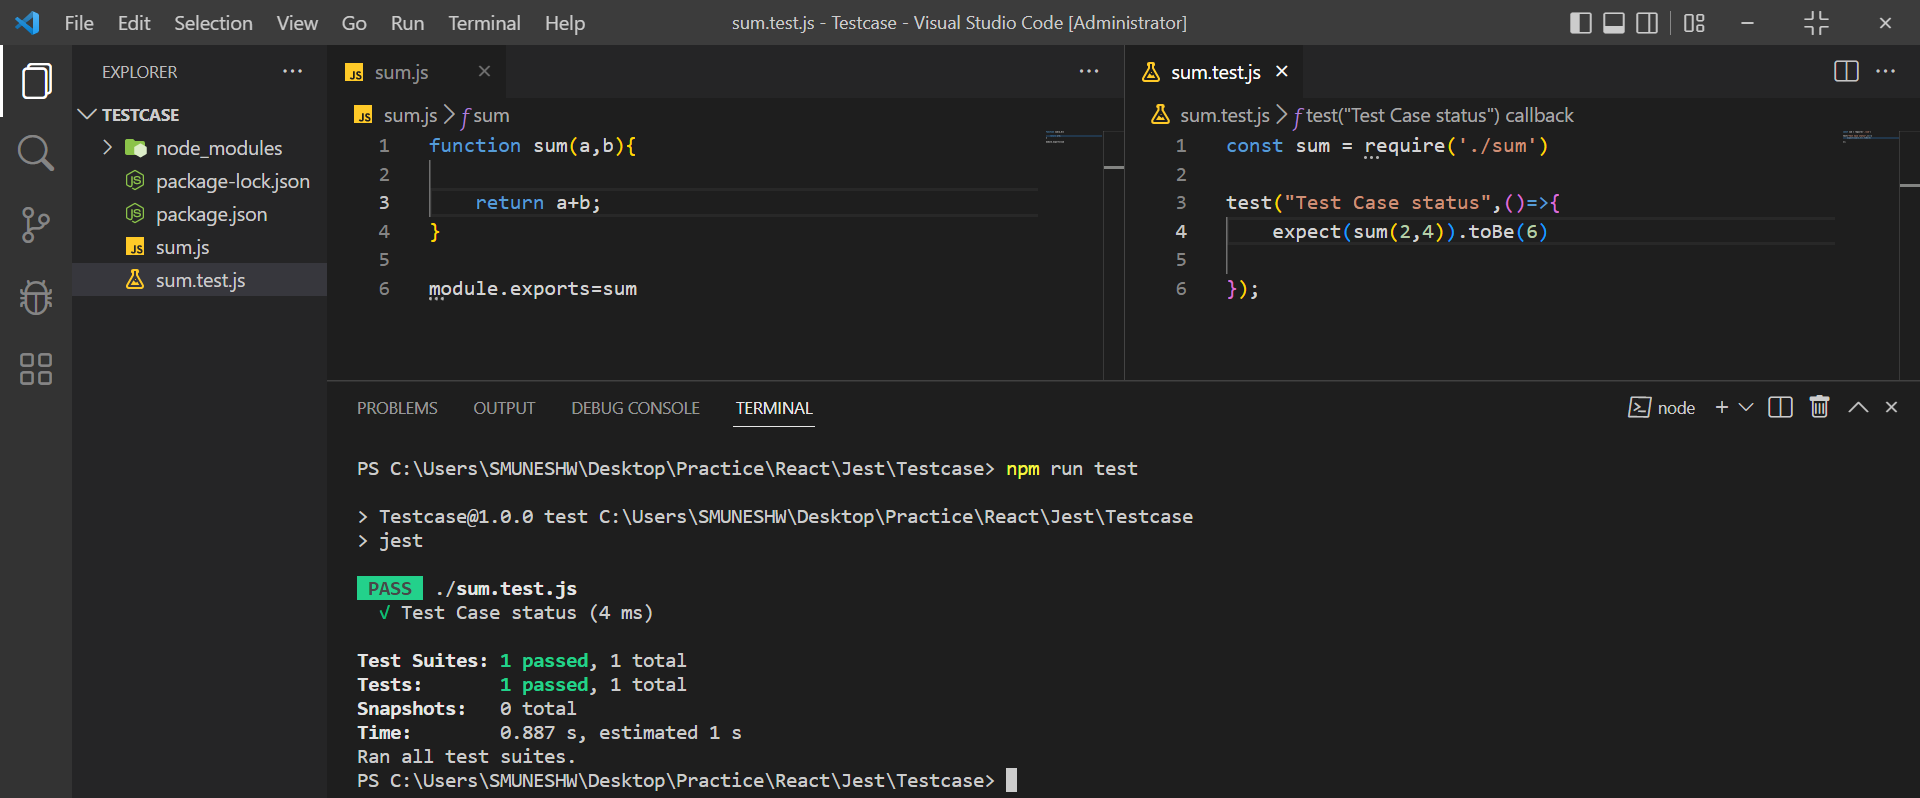 File Edit Selection View Go Run Terminal Help
sum.test.js - Testcase - Visual Studio Code [Administrator]
EXPLORER
TESTCASE
node_modules
package-lock.json
package.json
JS sum.js
sum.test.js
JS sum.js
JS sum.js > sum
1 function sum(a,b){
2
3     return a+b;
4 }
5
6 module.exports=sum
sum.test.js
sum.test.js > test("Test Case status") callback
1 const sum = require('./sum')
2
3 test("Test Case status",()=>{
4     expect(sum(2,4)).toBe(6)
5
6 });
PROBLEMS OUTPUT DEBUG CONSOLE TERMINAL
node
PS C:\Users\SMUNESHW\Desktop\Practice\React\Jest\Testcase> npm run test
> Testcase@1.0.0 test C:\Users\SMUNESHW\Desktop\Practice\React\Jest\Testcase
> jest
PASS ./sum.test.js
√ Test Case status (4 ms)
Test Suites: 1 passed, 1 total
Tests: 1 passed, 1 total
Snapshots: 0 total
Time: 0.887 s, estimated 1 s
Ran all test suites.
PS C:\Users\SMUNESHW\Desktop\Practice\React\Jest\Testcase>